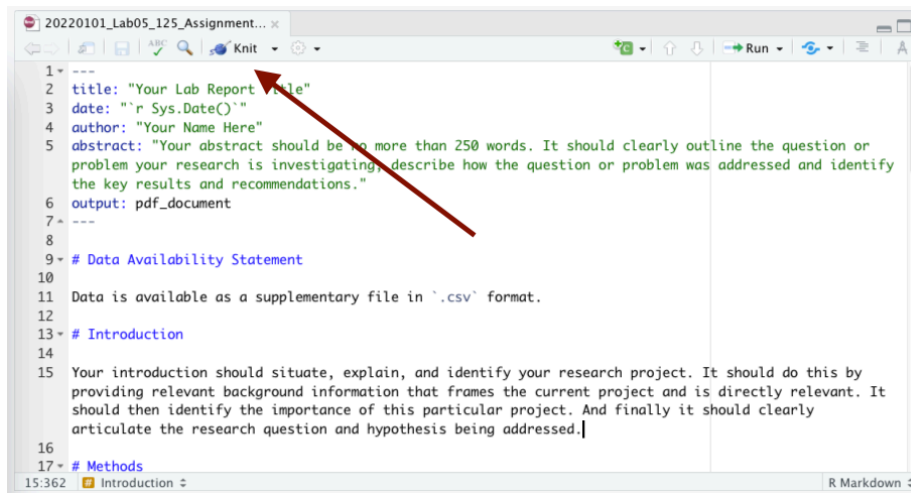 20220101_Lab05_125_Assignment...
ABC Knit Run A
1 ---
2 title: "Your Lab Report Title"
3 date: "`r Sys.Date()`"
4 author: "Your Name Here"
5 abstract: "Your abstract should be no more than 250 words. It should clearly outline the question or
problem your research is investigating, describe how the question or problem was addressed and identify
the key results and recommendations."
6 output: pdf_document
7 ---
8
9 # Data Availability Statement
10
11 Data is available as a supplementary file in `.csv` format.
12
13 # Introduction
14
15 Your introduction should situate, explain, and identify your research project. It should do this by
providing relevant background information that frames the current project and is directly relevant. It
should then identify the importance of this particular project. And finally it should clearly
articulate the research question and hypothesis being addressed.
16
17 # Methods
15:362 # Introduction R Markdown